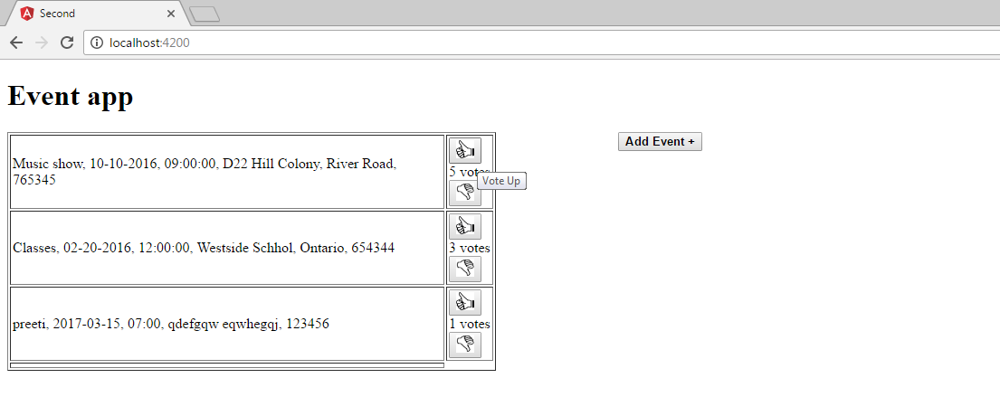 Second
localhost:4200
Event app
Add Event +
Music show, 10-10-2016, 09:00:00, D22 Hill Colony, River Road,
765345
5 votes
Vote Up
Classes, 02-20-2016, 12:00:00, Westside Schhol, Ontario, 654344
3 votes
preeti, 2017-03-15, 07:00, qdefgqw eqwhegqj, 123456
1 votes